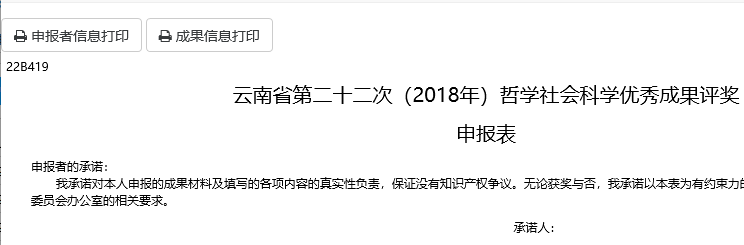 申报者信息打印 成果信息打印
22B419
云南省第二十二次（2018年）哲学社会科学优秀成果评奖
申报表
申报者的承诺：
我承诺对本人申报的成果材料及填写的各项内容的真实性负责，保证没有知识产权争议。无论获奖与否，我承诺以本表为有约束力的
委员会办公室的相关要求。
承诺人：